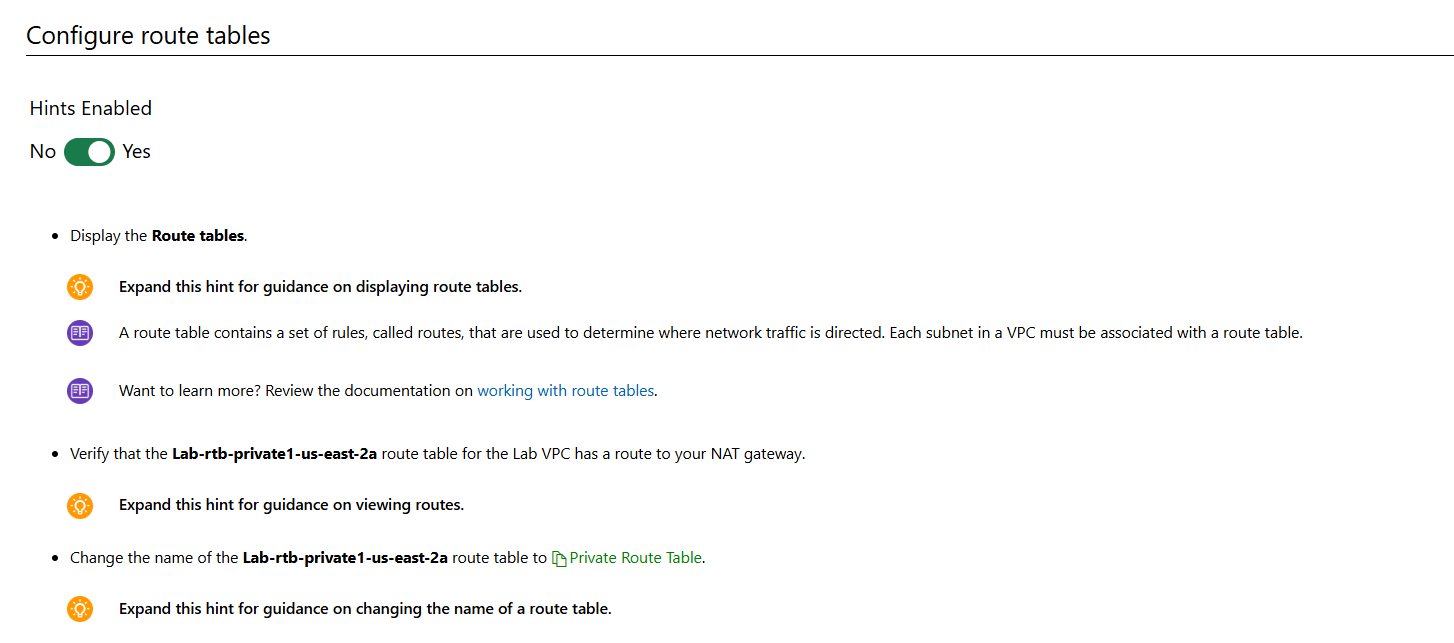 Configure route tables
Hints Enabled
No Yes
Display the Route tables.
Expand this hint for guidance on displaying route tables.
A route table contains a set of rules, called routes, that are used to determine where network traffic is directed. Each subnet in a VPC must be associated with a route table.
Want to learn more? Review the documentation on working with route tables.
Verify that the Lab-rtb-private1-us-east-2a route table for the Lab VPC has a route to your NAT gateway.
Expand this hint for guidance on viewing routes.
Change the name of the Lab-rtb-private1-us-east-2a route table to Private Route Table.
Expand this hint for guidance on changing the name of a route table.